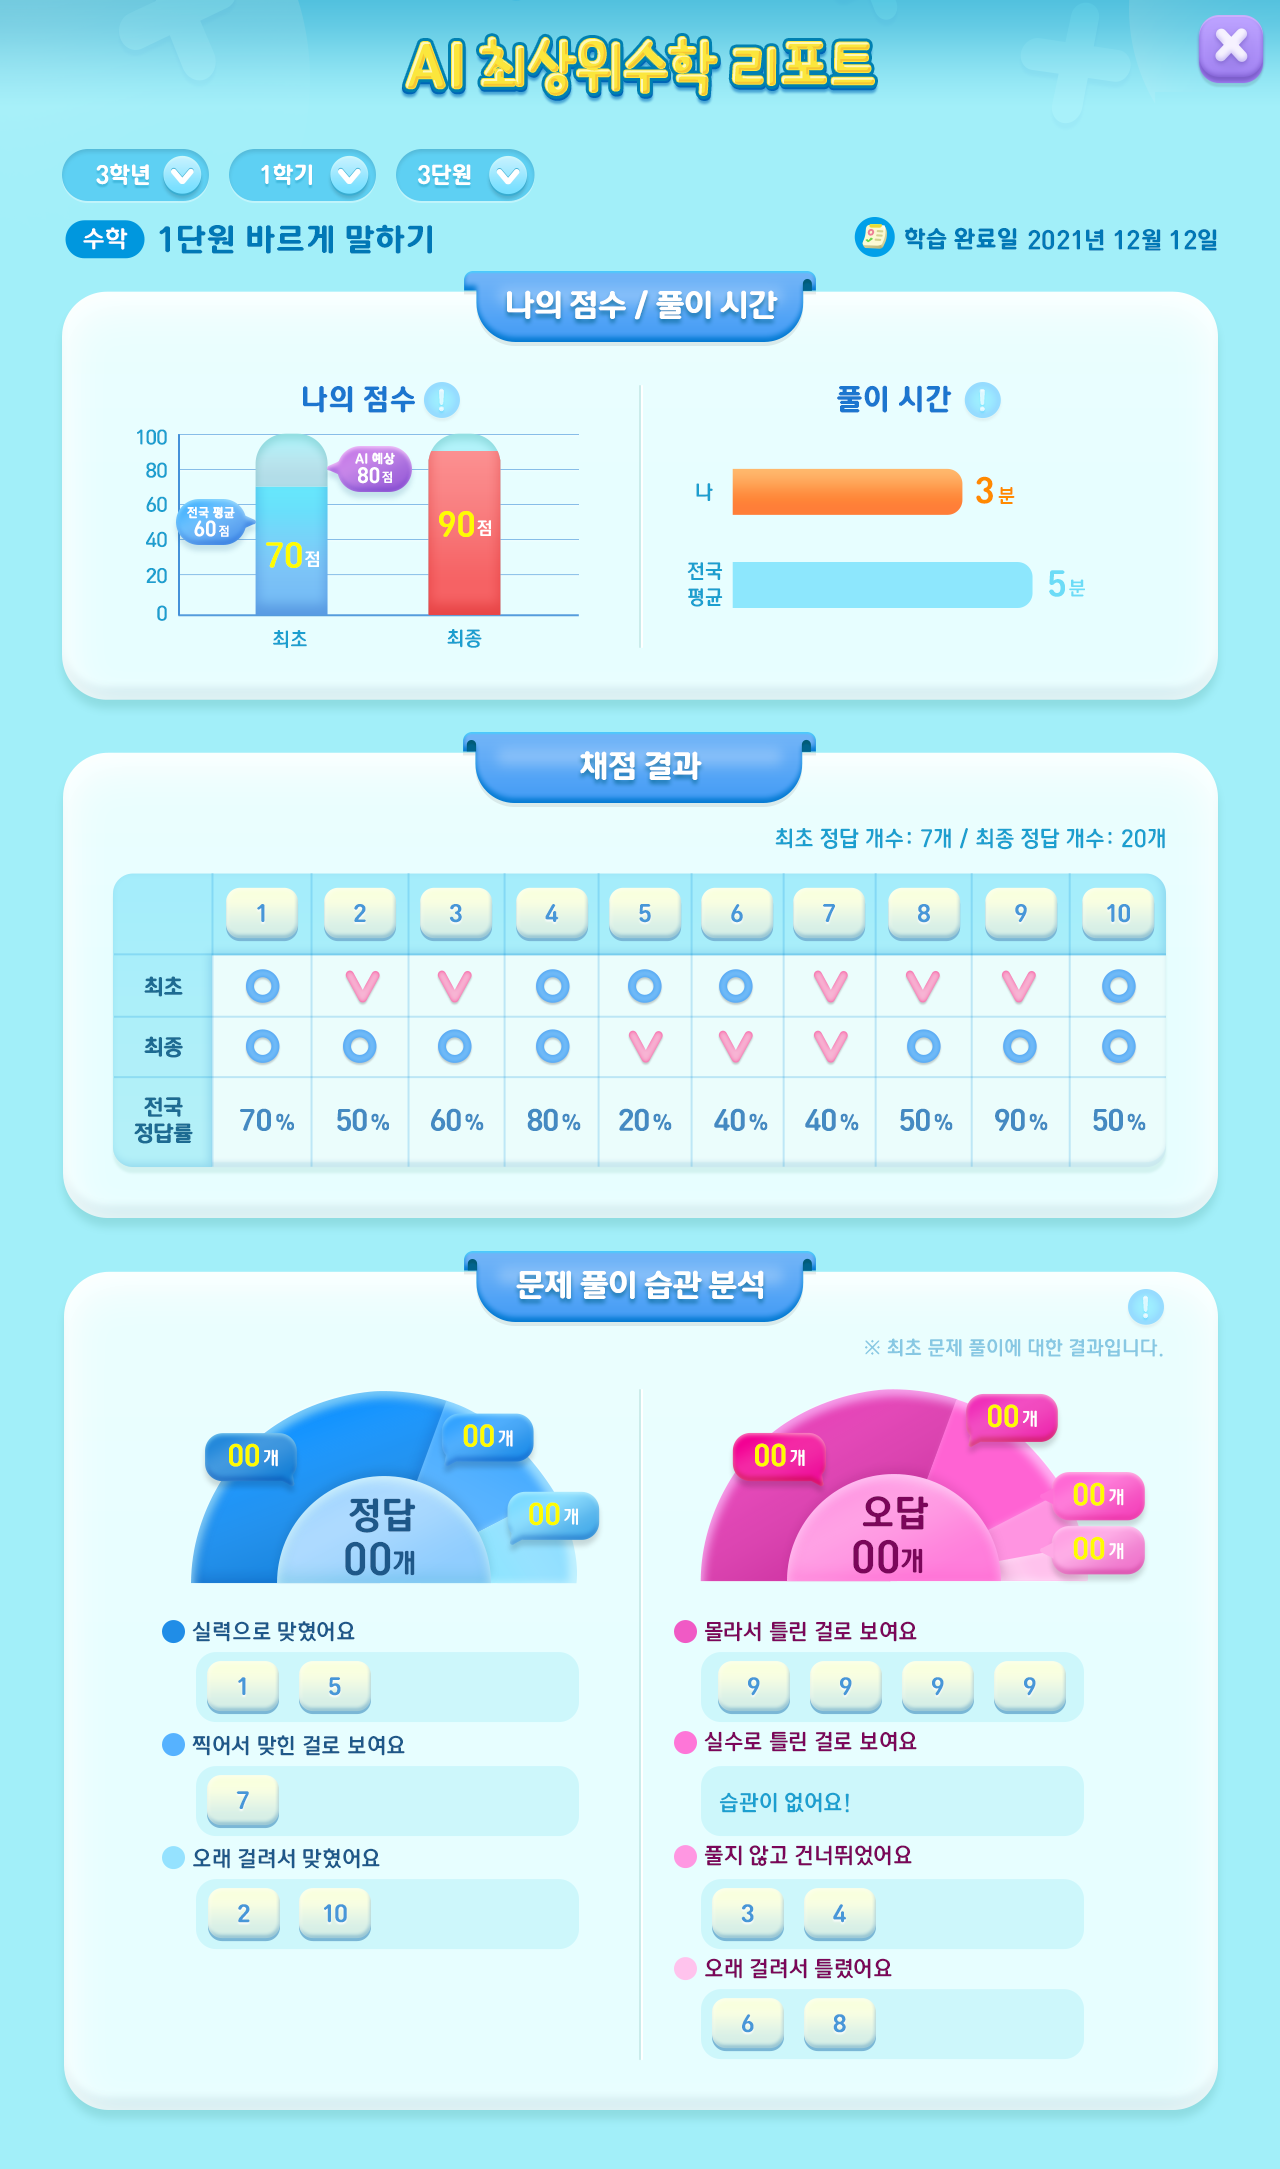 AI 최상위수학 리포트
3학년 1학기 3단원
수학 1단원 바르게 말하기
학습 완료일 2021년 12월 12일
나의 점수 / 풀이 시간
나의 점수 !
100
80
60
40
20
0
AI 예상
80점
전국 평균
60점
70점
90점
최초 최종
풀이 시간 !
나 3분
전국
평균
5분
채점 결과
최초 정답 개수: 7개 / 최종 정답 개수: 20개
1 2 3 4 5 6 7 8 9 10
최초
최종
전국
정답률
70% 50% 60% 80% 20% 40% 40% 50% 90% 50%
문제 풀이 습관 분석
!
※ 최초 문제 풀이에 대한 결과입니다.
00개
00개
00개
정답
00개
실력으로 맞혔어요
1 5
찍어서 맞힌 걸로 보여요
7
오래 걸려서 맞혔어요
2 10
00개
00개
00개
00개
오답
00개
몰라서 틀린 걸로 보여요
9 9 9 9
실수로 틀린 걸로 보여요
습관이 없어요!
풀지 않고 건너뛰었어요
3 4
오래 걸려서 틀렸어요
6 8